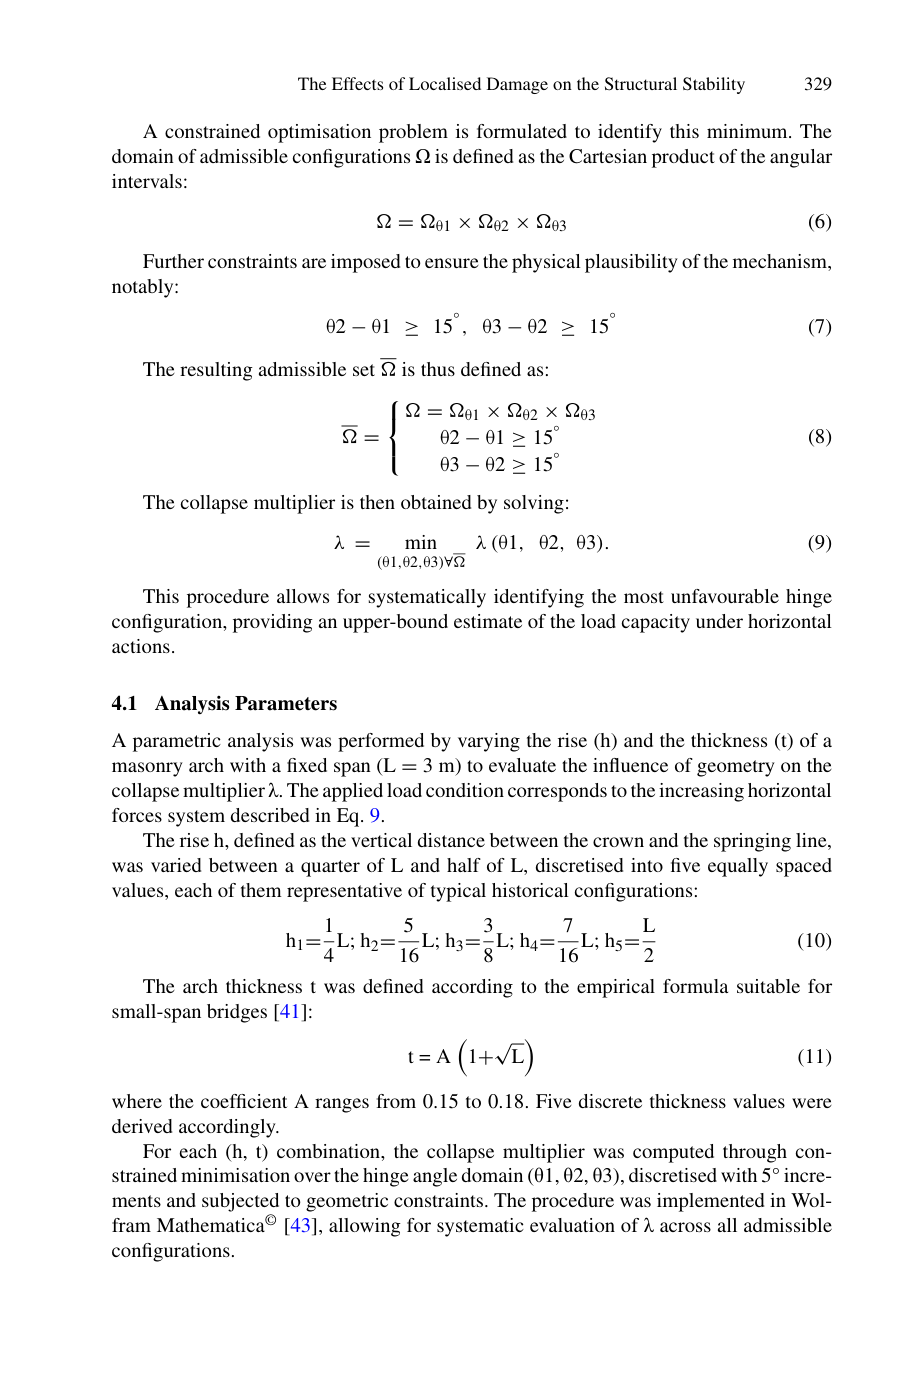 The Effects of Localised Damage on the Structural Stability 329
A constrained optimisation problem is formulated to identify this minimum. The
domain of admissible configurations Ω is defined as the Cartesian product of the angular
intervals:
Ω = Ωθ1 × Ωθ2 × Ωθ3 (6)
Further constraints are imposed to ensure the physical plausibility of the mechanism,
notably:
θ2 − θ1 ≥ 15°, θ3 − θ2 ≥ 15° (7)
The resulting admissible set Ω̅ is thus defined as:
Ω̅ = { Ω = Ωθ1 × Ωθ2 × Ωθ3
θ2 − θ1 ≥ 15° (8)
θ3 − θ2 ≥ 15°
The collapse multiplier is then obtained by solving:
λ = min λ (θ1, θ2, θ3). (9)
(θ1,θ2,θ3)∀Ω̅
This procedure allows for systematically identifying the most unfavourable hinge
configuration, providing an upper-bound estimate of the load capacity under horizontal
actions.
4.1 Analysis Parameters
A parametric analysis was performed by varying the rise (h) and the thickness (t) of a
masonry arch with a fixed span (L = 3 m) to evaluate the influence of geometry on the
collapse multiplier λ. The applied load condition corresponds to the increasing horizontal
forces system described in Eq. 9.
The rise h, defined as the vertical distance between the crown and the springing line,
was varied between a quarter of L and half of L, discretised into five equally spaced
values, each of them representative of typical historical configurations:
h₁=1/4 L; h₂=5/16 L; h₃=3/8 L; h₄=7/16 L; h₅=L/2 (10)
The arch thickness t was defined according to the empirical formula suitable for
small-span bridges [41]:
t = A (1+√L) (11)
where the coefficient A ranges from 0.15 to 0.18. Five discrete thickness values were
derived accordingly.
For each (h, t) combination, the collapse multiplier was computed through con-
strained minimisation over the hinge angle domain (θ1, θ2, θ3), discretised with 5° incre-
ments and subjected to geometric constraints. The procedure was implemented in Wol-
fram Mathematica© [43], allowing for systematic evaluation of λ across all admissible
configurations.